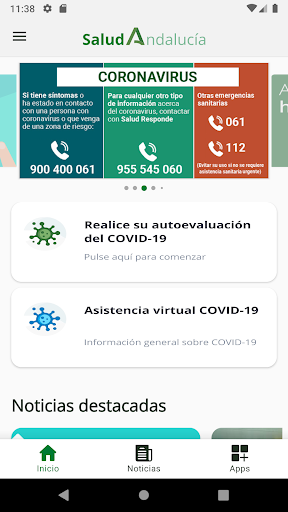 11:38
Salud Andalucía
CORONAVIRUS
Si tiene síntomas o
ha estado en contacto
con una persona con
coronavirus o que venga
de una zona de riesgo:
900 400 061
Para cualquier otro
tipo de información
acerca del
coronavirus, contactar
con Salud Responde
955 545 060
Otras emergencias
sanitarias
061
112
(Evitar su uso si no se requiere
asistencia sanitaria urgente)
A
h
Realice su autoevaluación
del COVID-19
Pulse aquí para comenzar
Asistencia virtual COVID-19
Información general sobre COVID-19
Noticias destacadas
Inicio
Noticias
Apps